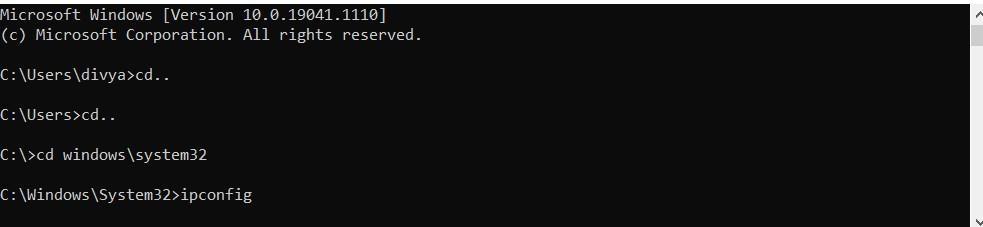 Microsoft Windows [Version 10.0.19041.1110]
(c) Microsoft Corporation. All rights reserved.
C:\Users\divya>cd..
C:\Users>cd..
C:\>cd windows\system32
C:\Windows\System32>ipconfig